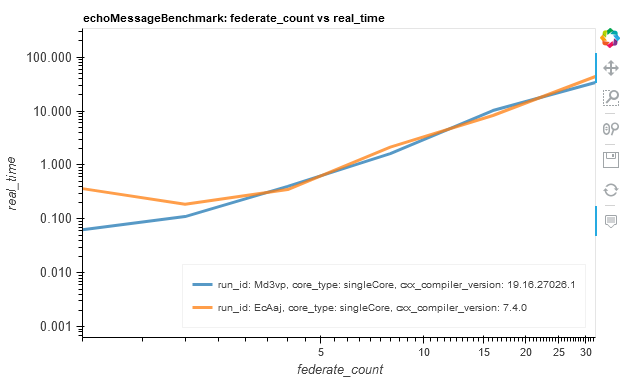 echoMessageBenchmark: federate_count vs real_time
100.000
10.000
1.000
0.100
0.010
0.001
real_time
run_id: Md3vp, core_type: singleCore, cxx_compiler_version: 19.16.27026.1
run_id: EcAaj, core_type: singleCore, cxx_compiler_version: 7.4.0
5 10 15 20 25 30
federate_count